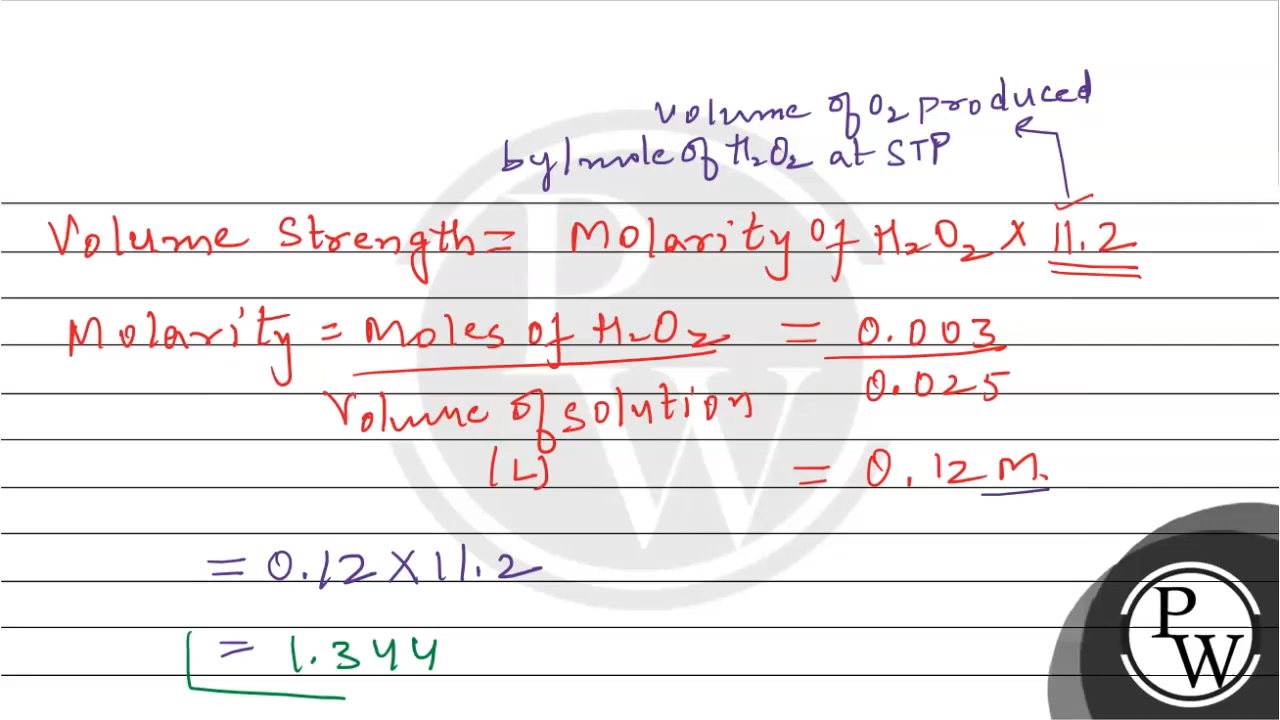 Volume of O₂ produced
by 1 mole of H₂O₂ at STP
Volume Strength = Molarity of H₂O₂ × 11.2
Molarity = Moles of H₂O₂ = 0.003
Volume of solution 0.025
(L) = 0.12 M.
= 0.12 × 11.2
= 1.344
P
W
P
W